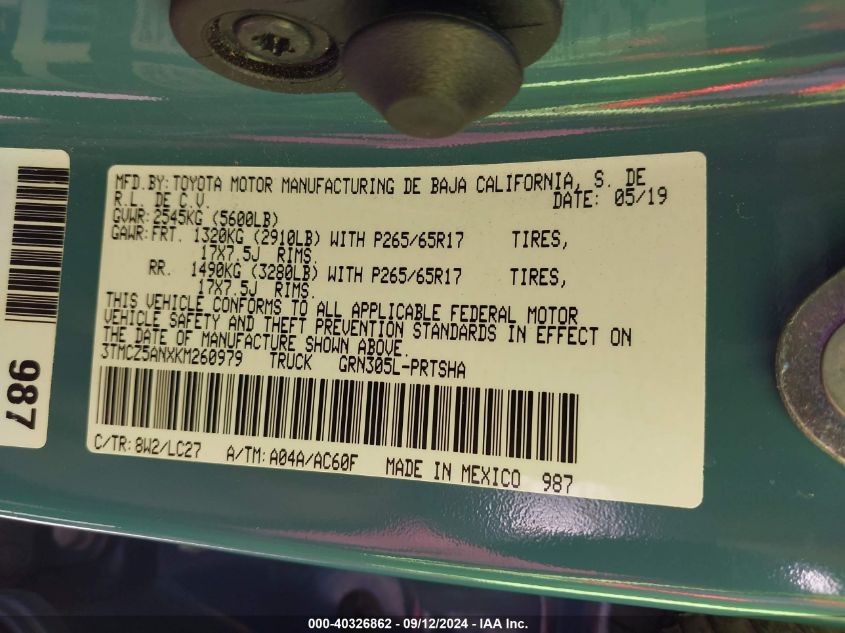 MFD.BY:TOYOTA MOTOR MANUFACTURING DE BAJA CALIFORNIA, S. DE
R.L. DE C.V. DATE: 05/19
GVWR:2545KG (5600LB)
GAWR:FRT. 1320KG (2910LB) WITH P265/65R17 TIRES,
17X7.5J RIMS.
RR. 1490KG (3280LB) WITH P265/65R17 TIRES,
17X7.5J RIMS.
THIS VEHICLE CONFORMS TO ALL APPLICABLE FEDERAL MOTOR
VEHICLE SAFETY AND THEFT PREVENTION STANDARDS IN EFFECT ON
THE DATE OF MANUFACTURE SHOWN ABOVE.
3TMCZ5ANXKM260979 TRUCK GRN305L-PRTSHA
C/TR:8W2/LC27 A/TM:A04A/AC60F MADE IN MEXICO 987
987
000-40326862 - 09/12/2024 - IAA Inc.